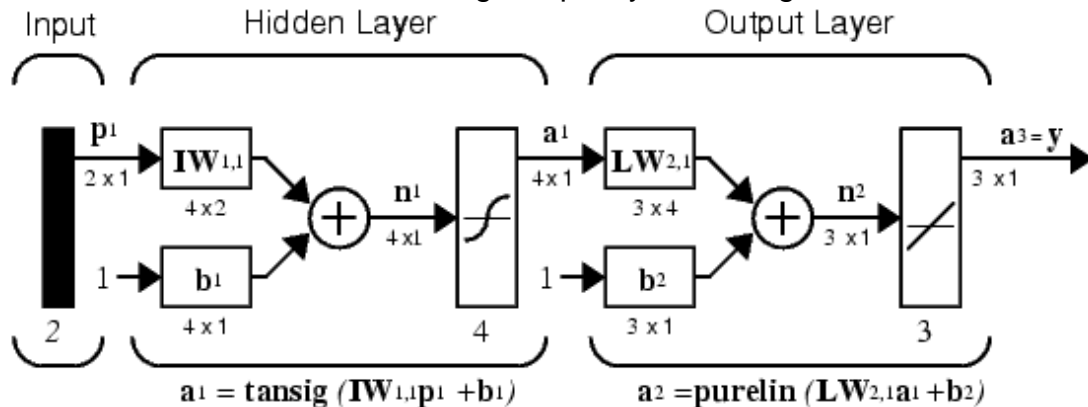 Input Hidden Layer Output Layer
p1 a1 a3 = y
IW1,1 LW2,1
2 x 1 n1 4 x 1 n2 3 x 1
4 x 2 3 x 4
4 x 1 3 x 1
1 b1 1 b2
2 4 x 1 4 3 x 1 3
a1 = tansig (IW1,1p1 +b1) a2 =purelin (LW2,1a1 +b2)